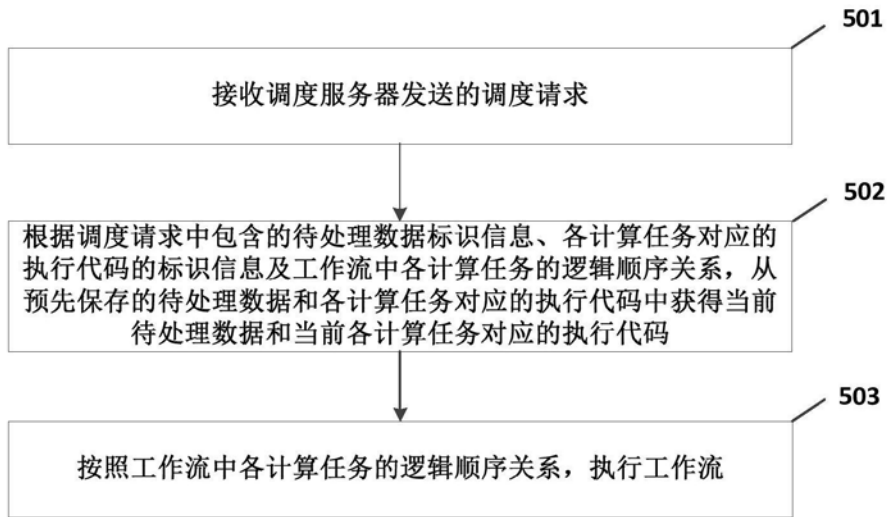 501
接收调度服务器发送的调度请求
502
根据调度请求中包含的待处理数据标识信息、各计算任务对应的
执行代码的标识信息及工作流中各计算任务的逻辑顺序关系，从
预先保存的待处理数据和各计算任务对应的执行代码中获得当前
待处理数据和当前各计算任务对应的执行代码
503
按照工作流中各计算任务的逻辑顺序关系，执行工作流